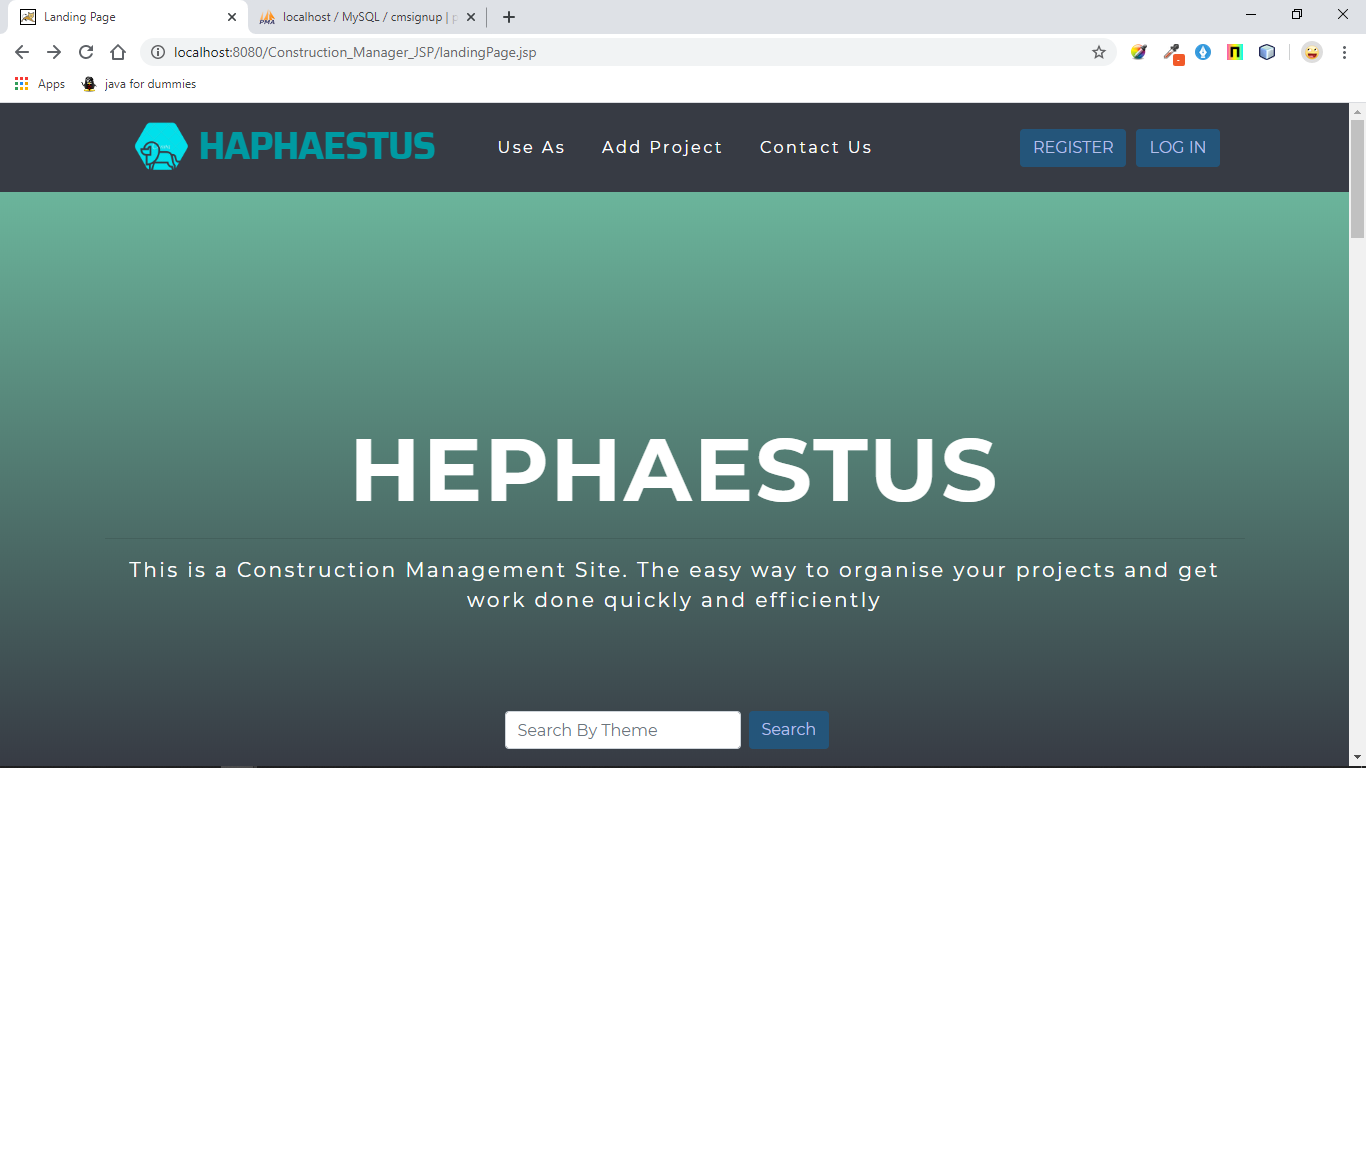 Landing Page
localhost / MySQL / cmsignup |
localhost:8080/Construction_Manager_JSP/landingPage.jsp
Apps
java for dummies
HAPHAESTUS
Use As
Add Project
Contact Us
REGISTER
LOG IN
HEPHAESTUS
This is a Construction Management Site. The easy way to organise your projects and get
work done quickly and efficiently
Search By Theme
Search